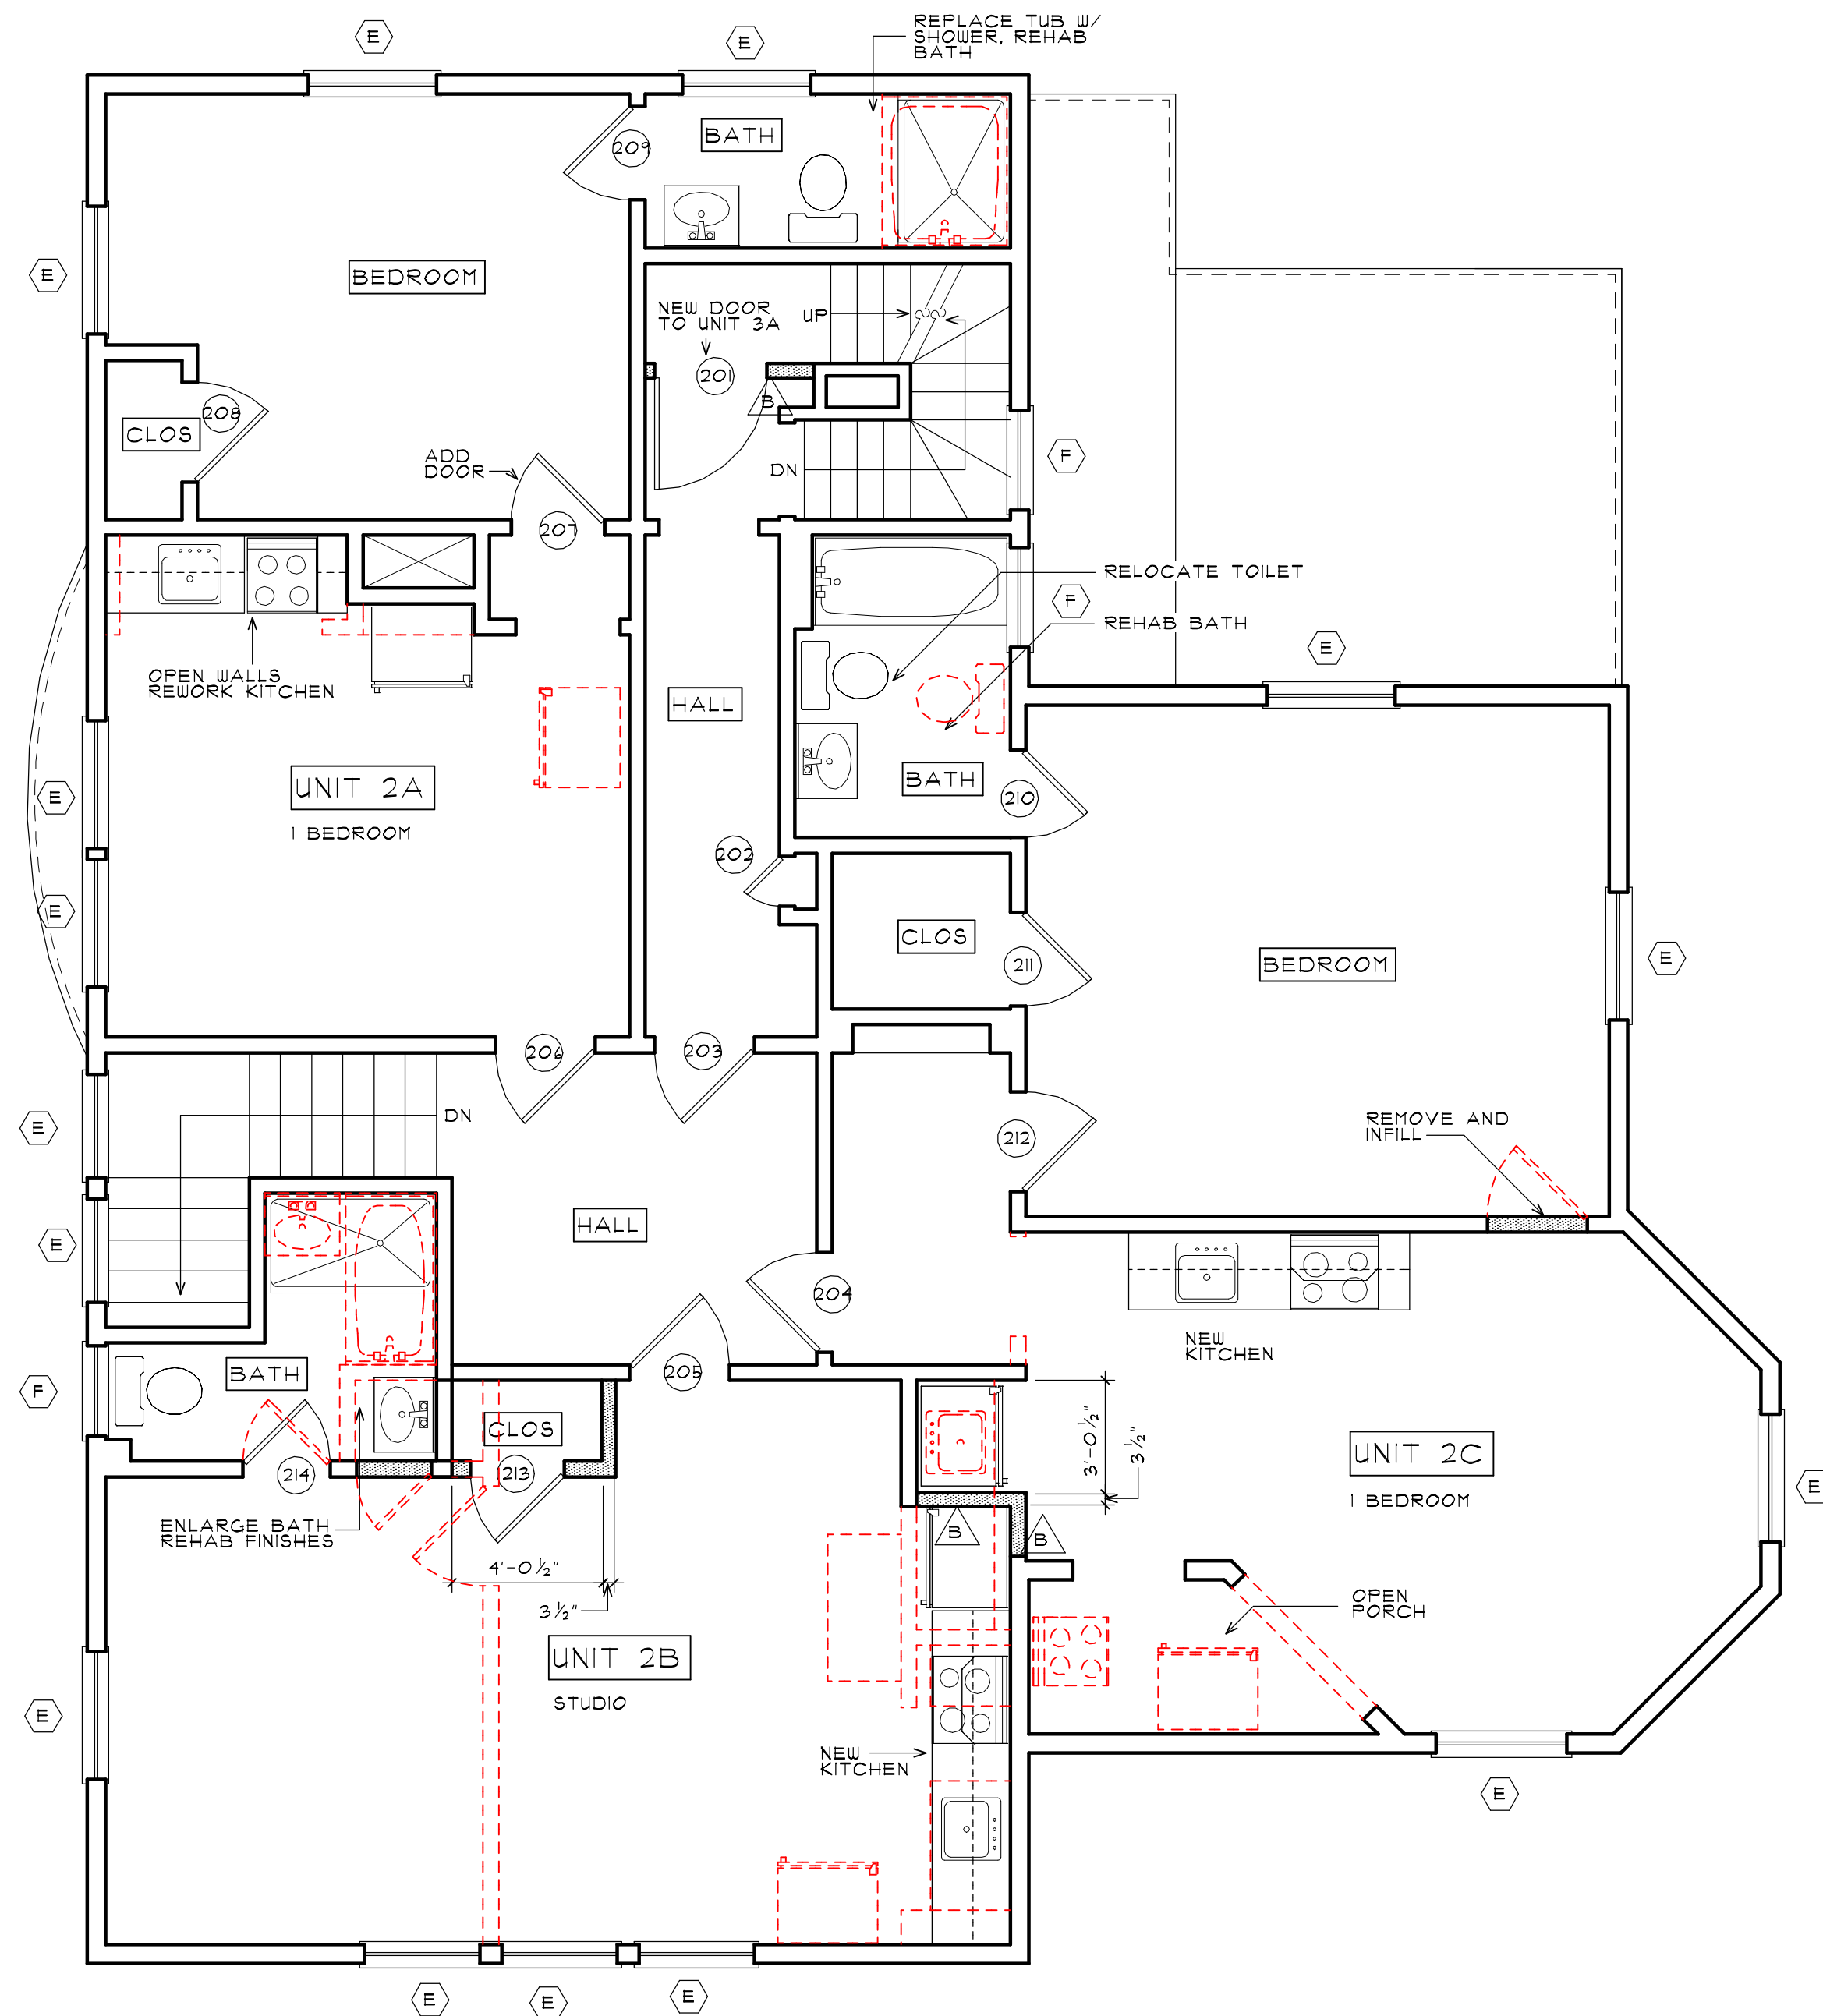 E
E
REPLACE TUB W/
SHOWER, REHAB
BATH
BATH
209
E
BEDROOM
NEW DOOR
TO UNIT 3A
UP
201
B
208
CLOS
ADD
DOOR
DN
F
207
RELOCATE TOILET
F
REHAB BATH
E
OPEN WALLS
REWORK KITCHEN
HALL
UNIT 2A
1 BEDROOM
E
BATH
210
202
E
CLOS
211
BEDROOM
E
206
203
DN
E
212
REMOVE AND
INFILL
HALL
E
204
NEW
KITCHEN
BATH
205
F
CLOS
3'-0 1/2"
3 1/2"
UNIT 2C
1 BEDROOM
214
213
E
ENLARGE BATH
REHAB FINISHES
B
B
4'-0 1/2"
3 1/2"
OPEN
PORCH
UNIT 2B
STUDIO
E
NEW
KITCHEN
E
E
E
E